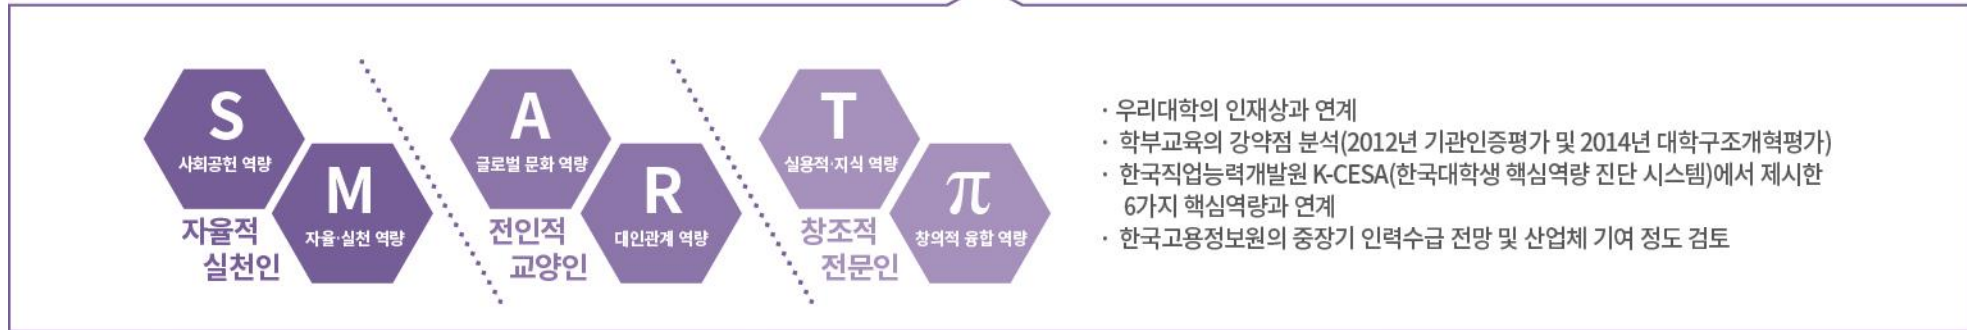 S
사회공헌 역량
M
자율·실천 역량
자율적
실천인
A
글로벌 문화 역량
R
대인관계 역량
전인적
교양인
T
실용적·지식 역량
π
창의적 융합 역량
창조적
전문인
· 우리대학의 인재상과 연계
· 학부교육의 강약점 분석(2012년 기관인증평가 및 2014년 대학구조개혁평가)
· 한국직업능력개발원 K-CESA(한국대학생 핵심역량 진단 시스템)에서 제시한
6가지 핵심역량과 연계
· 한국고용정보원의 중장기 인력수급 전망 및 산업체 기여 정도 검토